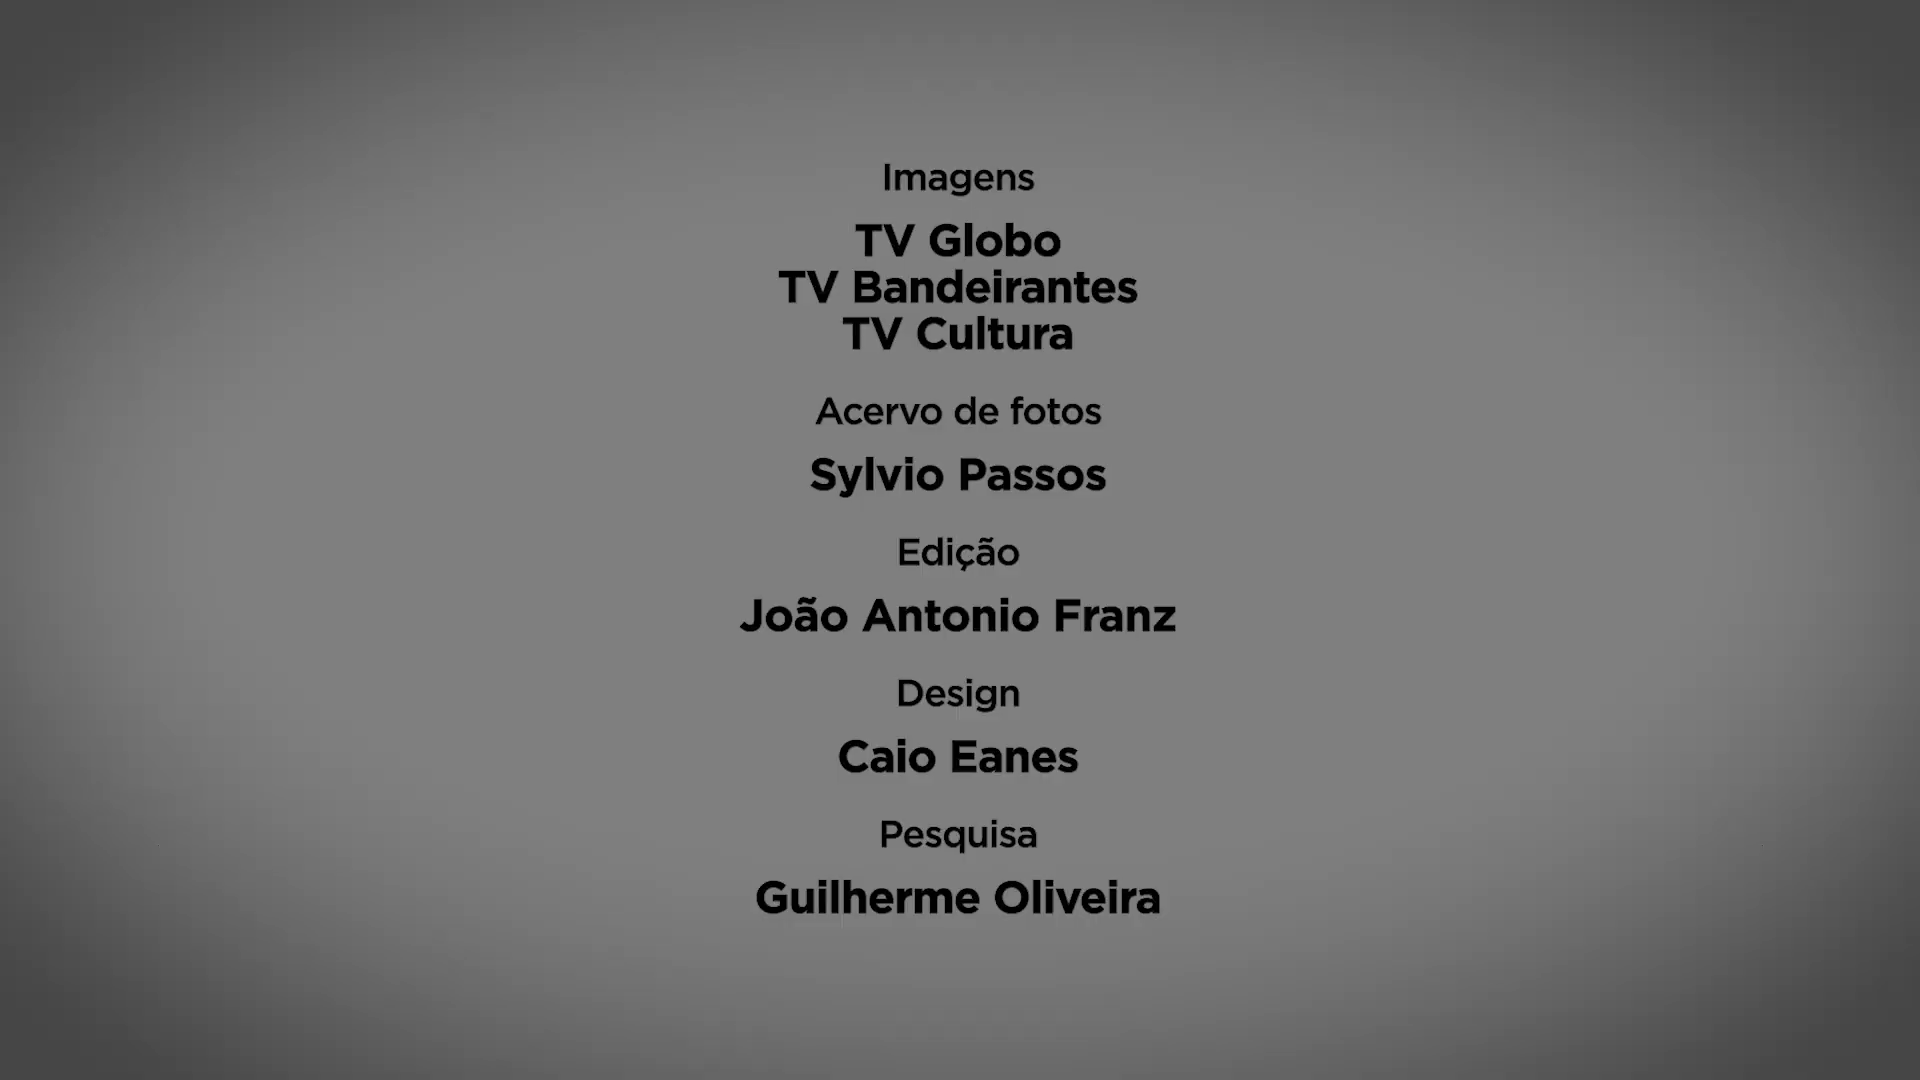 Imagens
TV Globo
TV Bandeirantes
TV Cultura
Acervo de fotos
Sylvio Passos
Edição
João Antonio Franz
Design
Caio Eanes
Pesquisa
Guilherme Oliveira